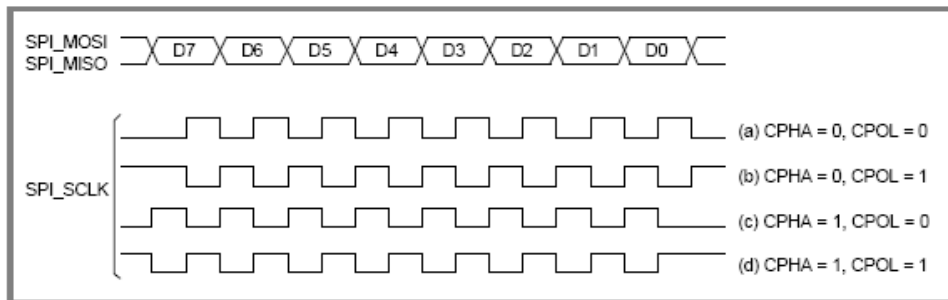 SPI_MOSI
SPI_MISO
D7 D6 D5 D4 D3 D2 D1 D0
SPI_SCLK
(a) CPHA = 0, CPOL = 0
(b) CPHA = 0, CPOL = 1
(c) CPHA = 1, CPOL = 0
(d) CPHA = 1, CPOL = 1